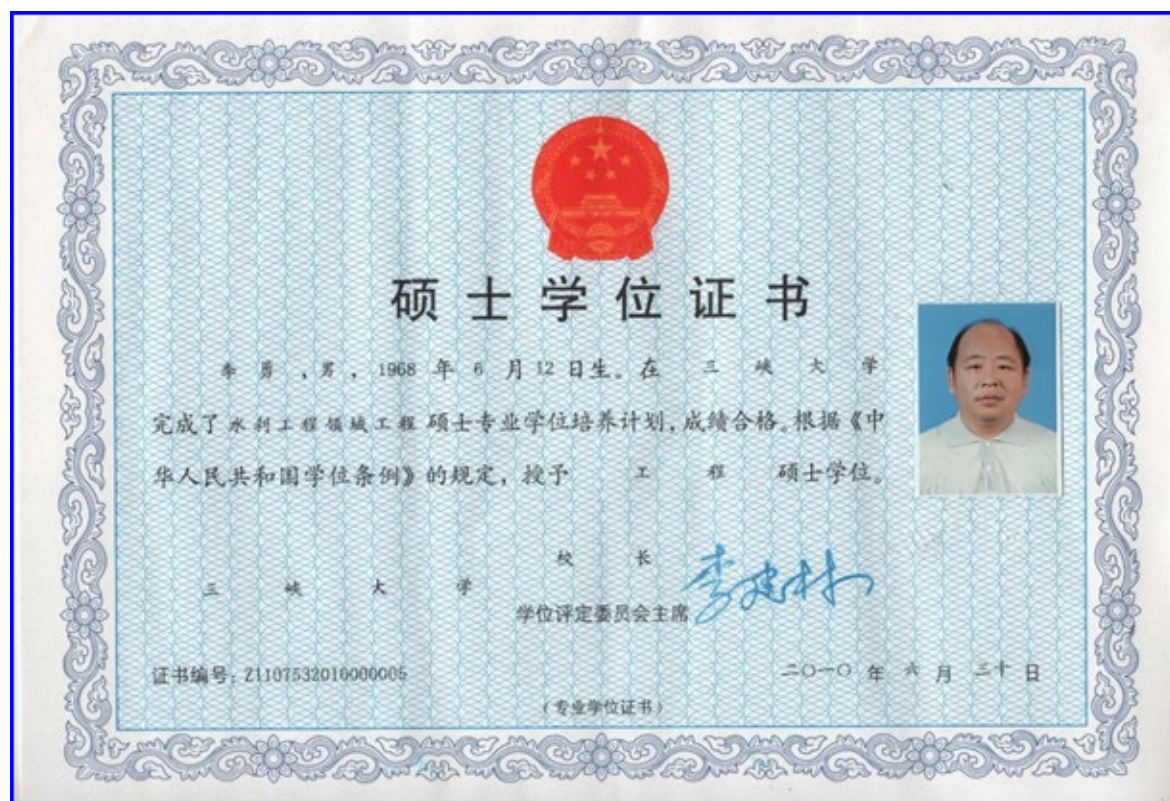 硕士学位证书
李勇，男，1968 年 6 月 12 日生。在 三峡大学
完成了水利工程领域工程硕士专业学位培养计划，成绩合格。根据《中
华人民共和国学位条例》的规定，授予 工程 硕士学位。
校长
李建林
三峡大学
学位评定委员会主席
证书编号：Z1107532010000005
二〇一〇 年 六 月 三十 日
（专业学位证书）